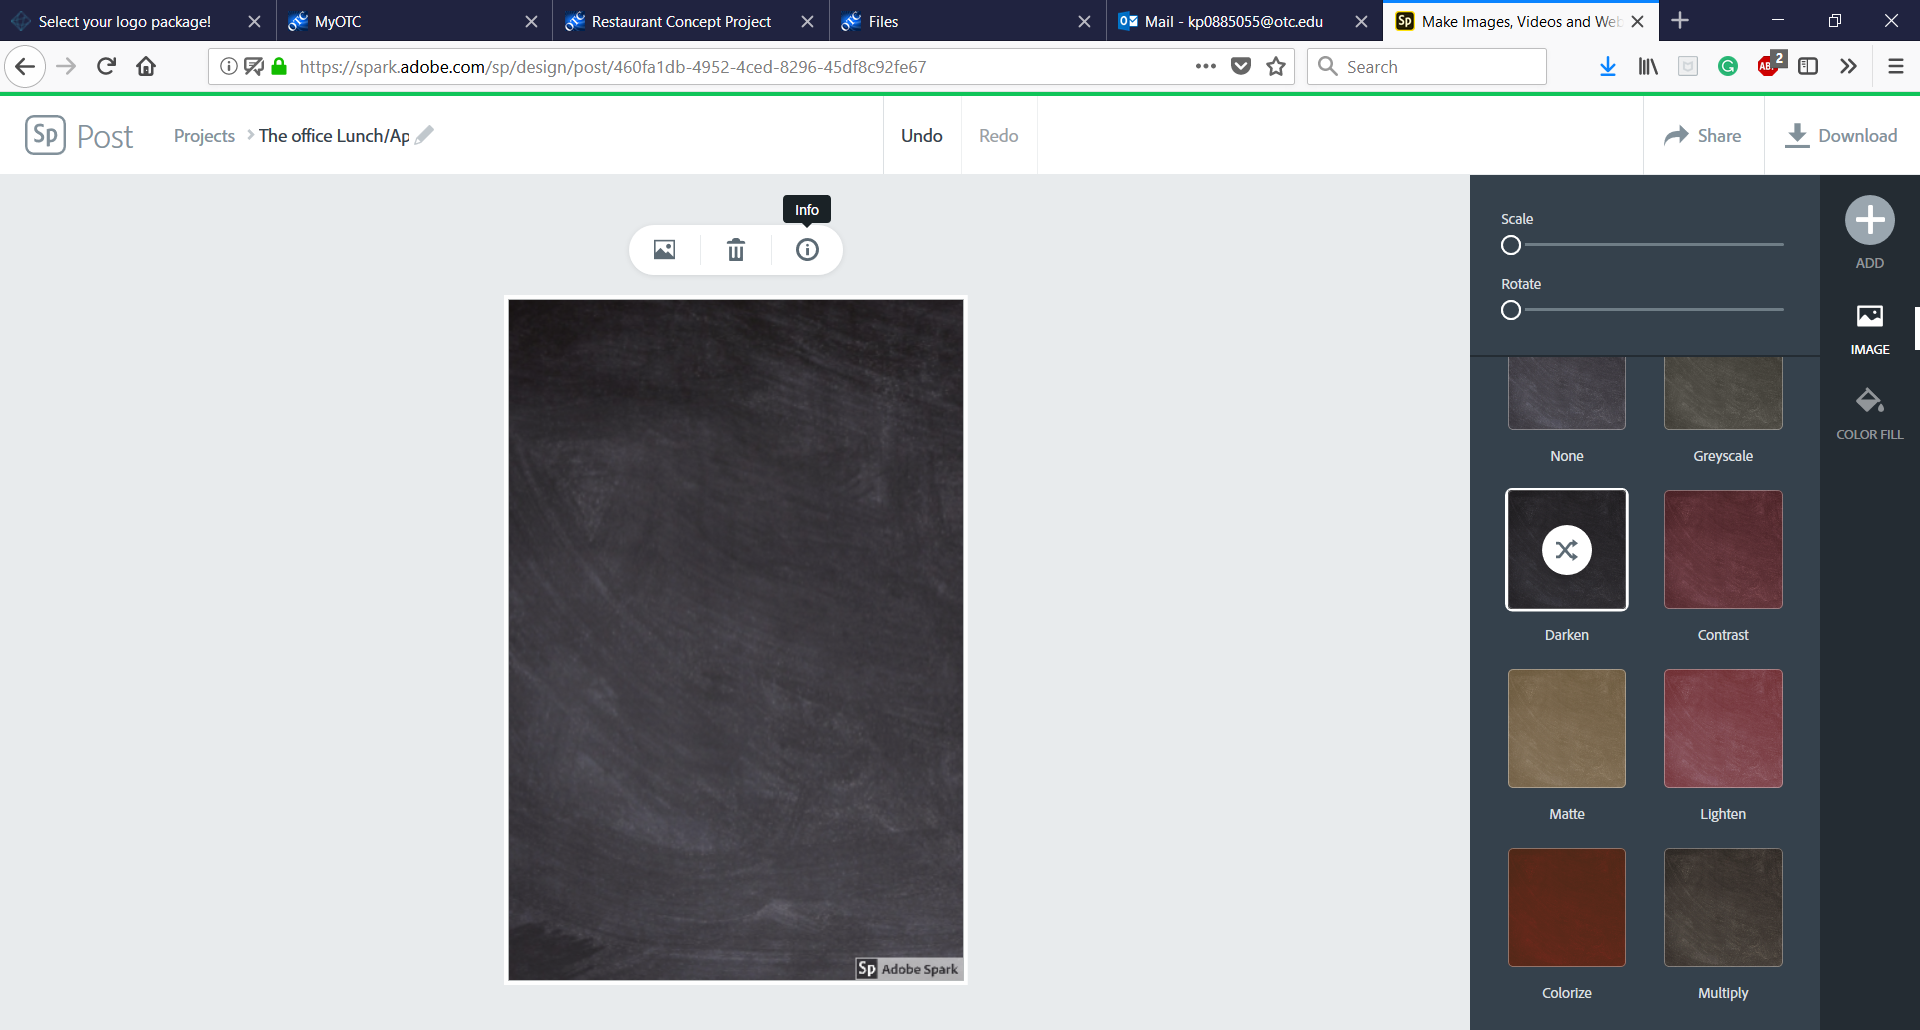 Select your logo package!
MyOTC
Restaurant Concept Project
Files
Mail - kp0885055@otc.edu
Make Images, Videos and Web
https://spark.adobe.com/sp/design/post/460fa1db-4952-4ced-8296-45df8c92fe67
Search
ABP
2
Sp Post
Projects
The office Lunch/Ap
Undo
Redo
Share
Download
Info
Scale
Rotate
ADD
IMAGE
COLOR FILL
None
Greyscale
Darken
Contrast
Matte
Lighten
Colorize
Multiply
Sp Adobe Spark